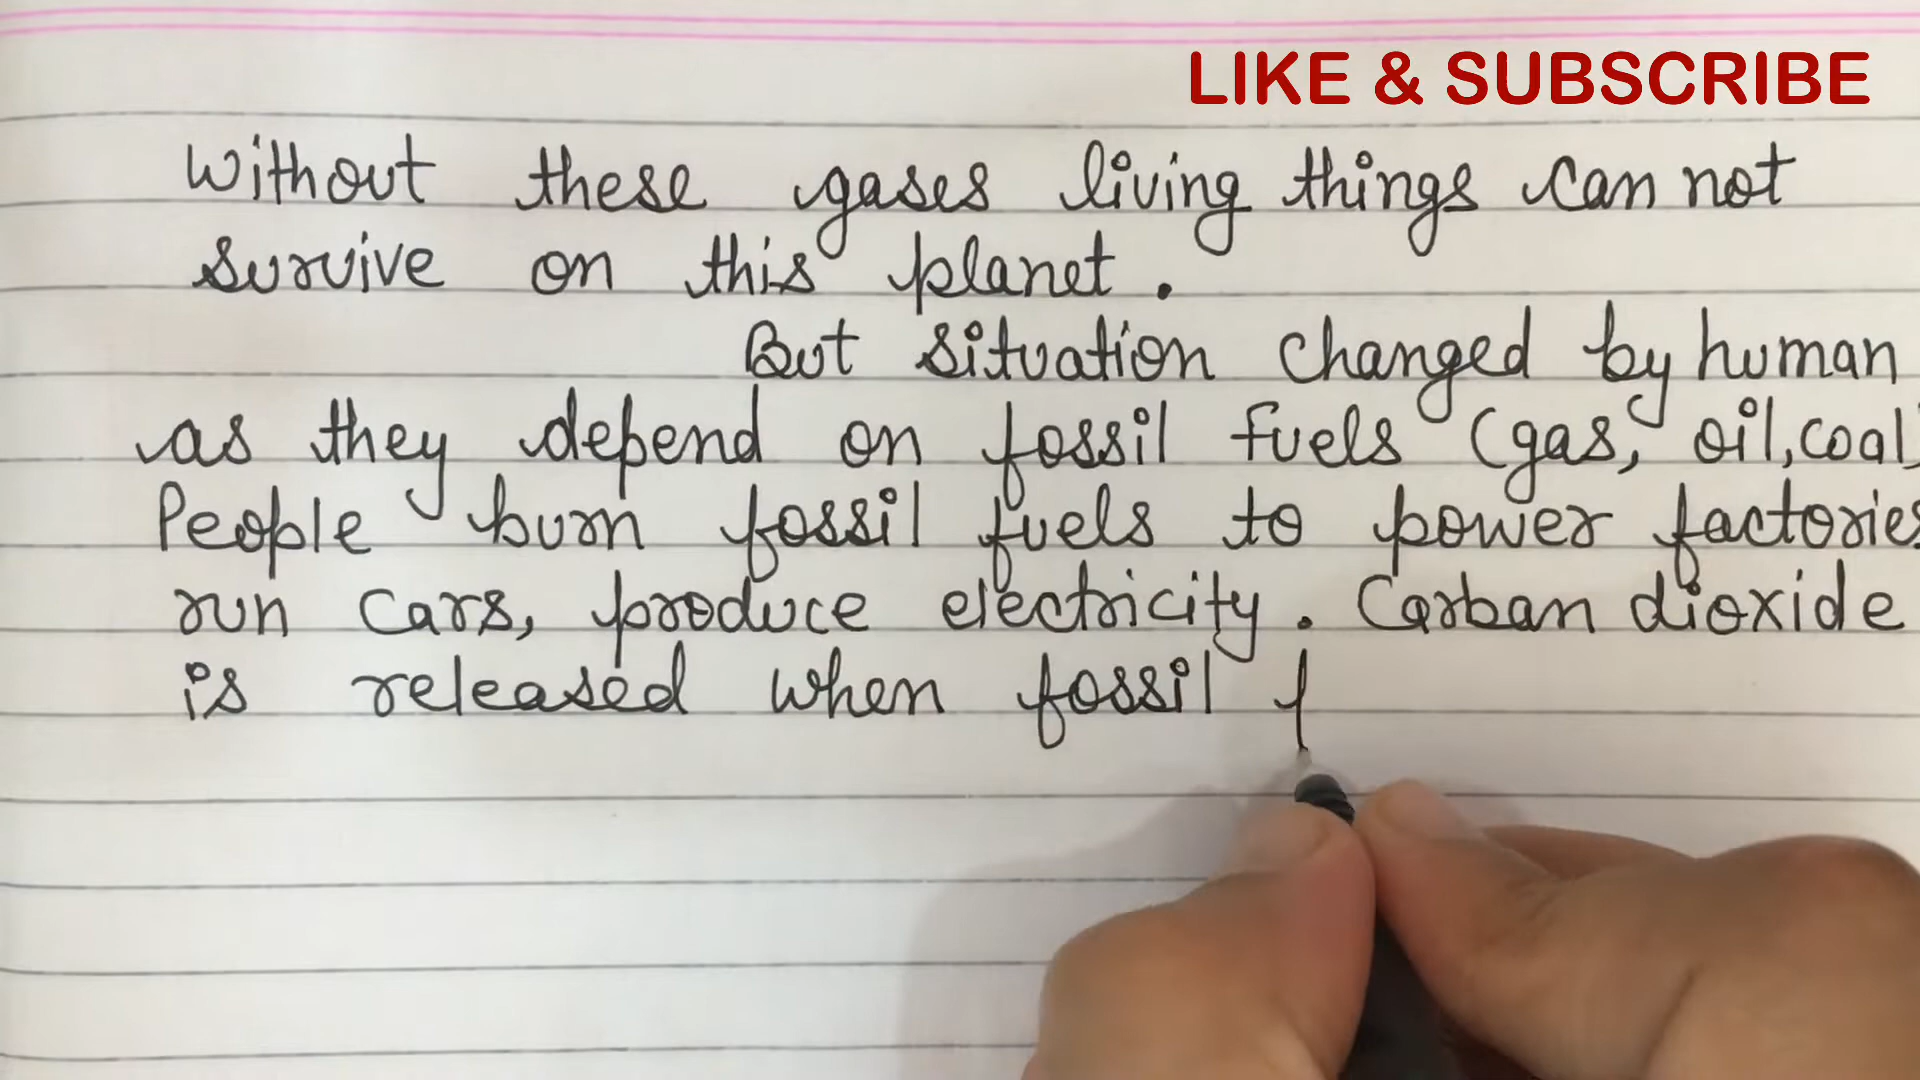 LIKE & SUBSCRIBE
Without these gases living things can not
survive on this planet.
But situation changed by human
as they depend on fossil fuels (gas, oil, coal)
People burn fossil fuels to power factories
run cars, produce electricity. Carban dioxide
is released when fossil f